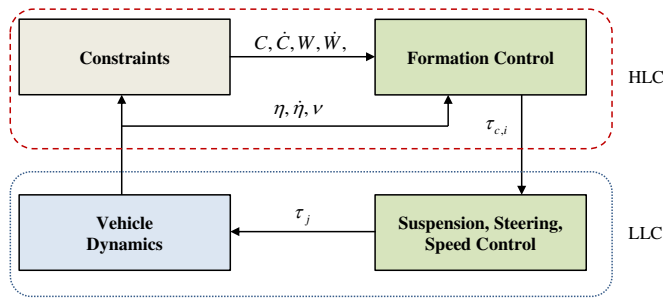 Constraints
C, Ċ, W, Ẇ,
Formation Control
HLC
η, η̇, ν
τ_{c,i}
Vehicle
Dynamics
τ_j
Suspension, Steering,
Speed Control
LLC